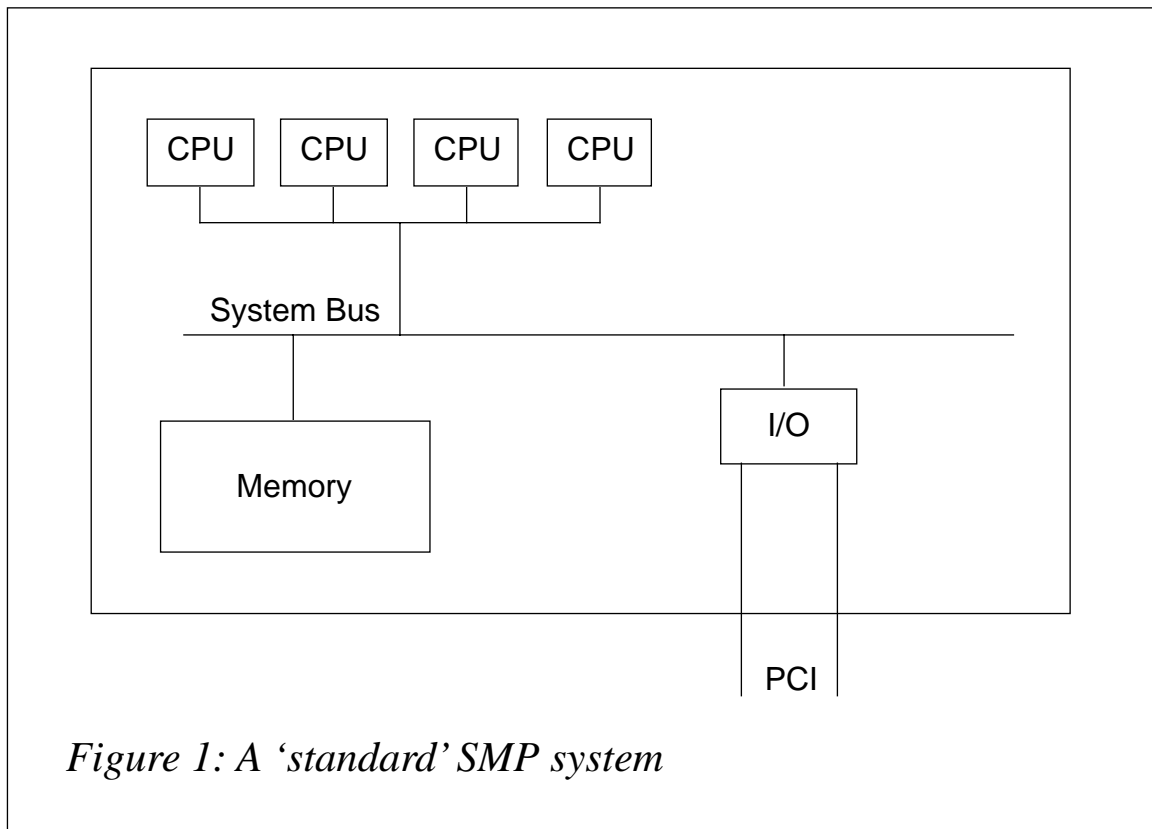 CPU CPU CPU CPU
System Bus
I/O
Memory
PCI
Figure 1: A ‘standard’ SMP system